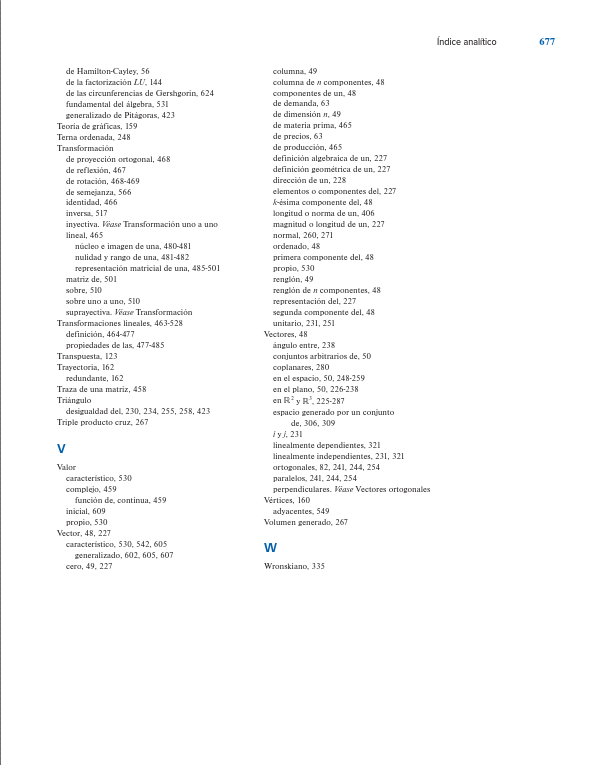 Índice analítico 677
de Hamilton-Cayley, 56
de la factorización LU, 144
de las circunferencias de Gershgorin, 624
fundamental del álgebra, 531
generalizado de Pitágoras, 423
Teoría de gráficas, 159
Terna ordenada, 248
Transformación
de proyección ortogonal, 468
de reflexión, 467
de rotación, 468-469
de semejanza, 566
identidad, 466
inversa, 517
inyectiva. Véase Transformación uno a uno
lineal, 465
núcleo e imagen de una, 480-481
nulidad y rango de una, 481-482
representación matricial de una, 485-501
matriz de, 501
sobre, 510
sobre uno a uno, 510
suprayectiva. Véase Transformación
Transformaciones lineales, 463-528
definición, 464-477
propiedades de las, 477-485
Transpuesta, 123
Trayectoria, 162
redundante, 162
Traza de una matriz, 458
Triángulo
desigualdad del, 230, 234, 255, 258, 423
Triple producto cruz, 267
V
Valor
característico, 530
complejo, 459
función de, continua, 459
inicial, 609
propio, 530
Vector, 48, 227
característico, 530, 542, 605
generalizado, 602, 605, 607
cero, 49, 227
columna, 49
columna de n componentes, 48
componentes de un, 48
de demanda, 63
de dimensión n, 49
de materia prima, 465
de precios, 63
de producción, 465
definición algebraica de un, 227
definición geométrica de un, 227
dirección de un, 228
elementos o componentes del, 227
k-ésima componente del, 48
longitud o norma de un, 406
magnitud o longitud de un, 227
normal, 260, 271
ordenado, 48
primera componente del, 48
propio, 530
renglón, 49
renglón de n componentes, 48
representación del, 227
segunda componente del, 48
unitario, 231, 251
Vectores, 48
ángulo entre, 238
conjuntos arbitrarios de, 50
coplanares, 280
en el espacio, 50, 248-259
en el plano, 50, 226-238
en ℝ² y ℝ³, 225-287
espacio generado por un conjunto
de, 306, 309
i y j, 231
linealmente dependientes, 321
linealmente independientes, 231, 321
ortogonales, 82, 241, 244, 254
paralelos, 241, 244, 254
perpendiculares. Véase Vectores ortogonales
Vértices, 160
adyacentes, 549
Volumen generado, 267
W
Wronskiano, 335